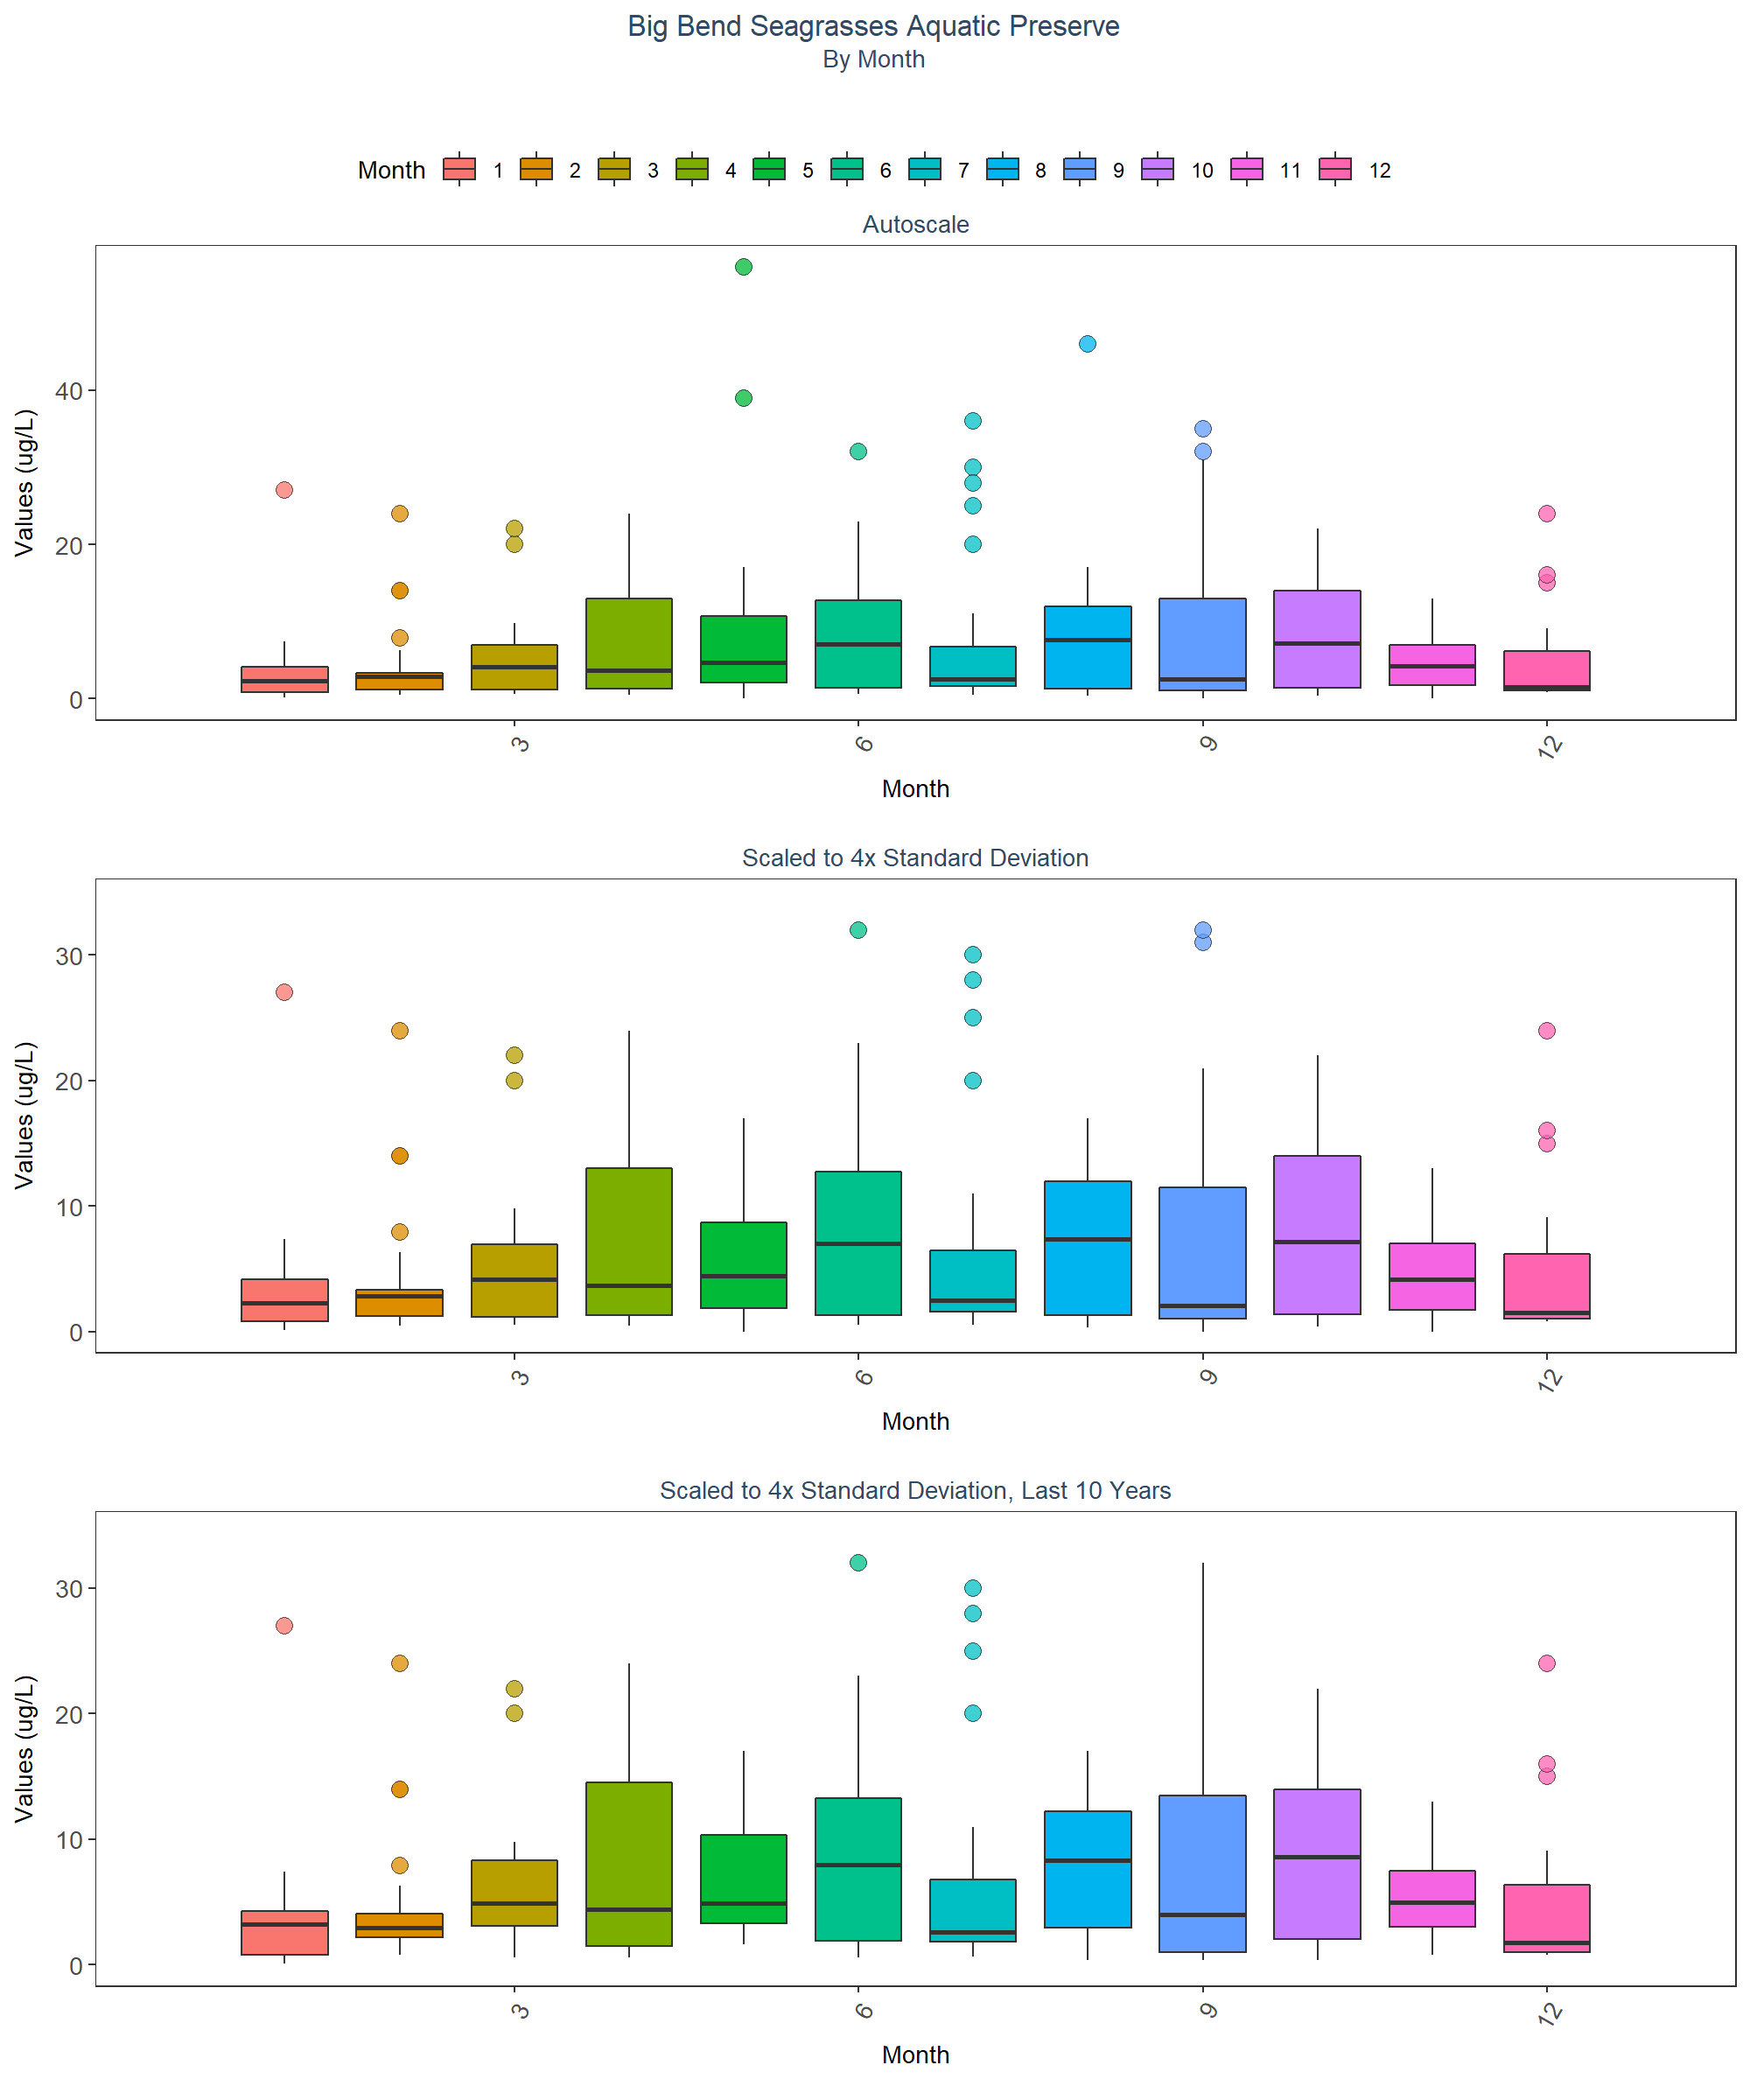 Big Bend Seagrasses Aquatic Preserve
By Month
Month 1 2 3 4 5 6 7 8 9 10 11 12
Autoscale
Values (ug/L)
40
20
0
3 6 9 12
Month
Scaled to 4x Standard Deviation
Values (ug/L)
30
20
10
0
3 6 9 12
Month
Scaled to 4x Standard Deviation, Last 10 Years
Values (ug/L)
30
20
10
0
3 6 9 12
Month